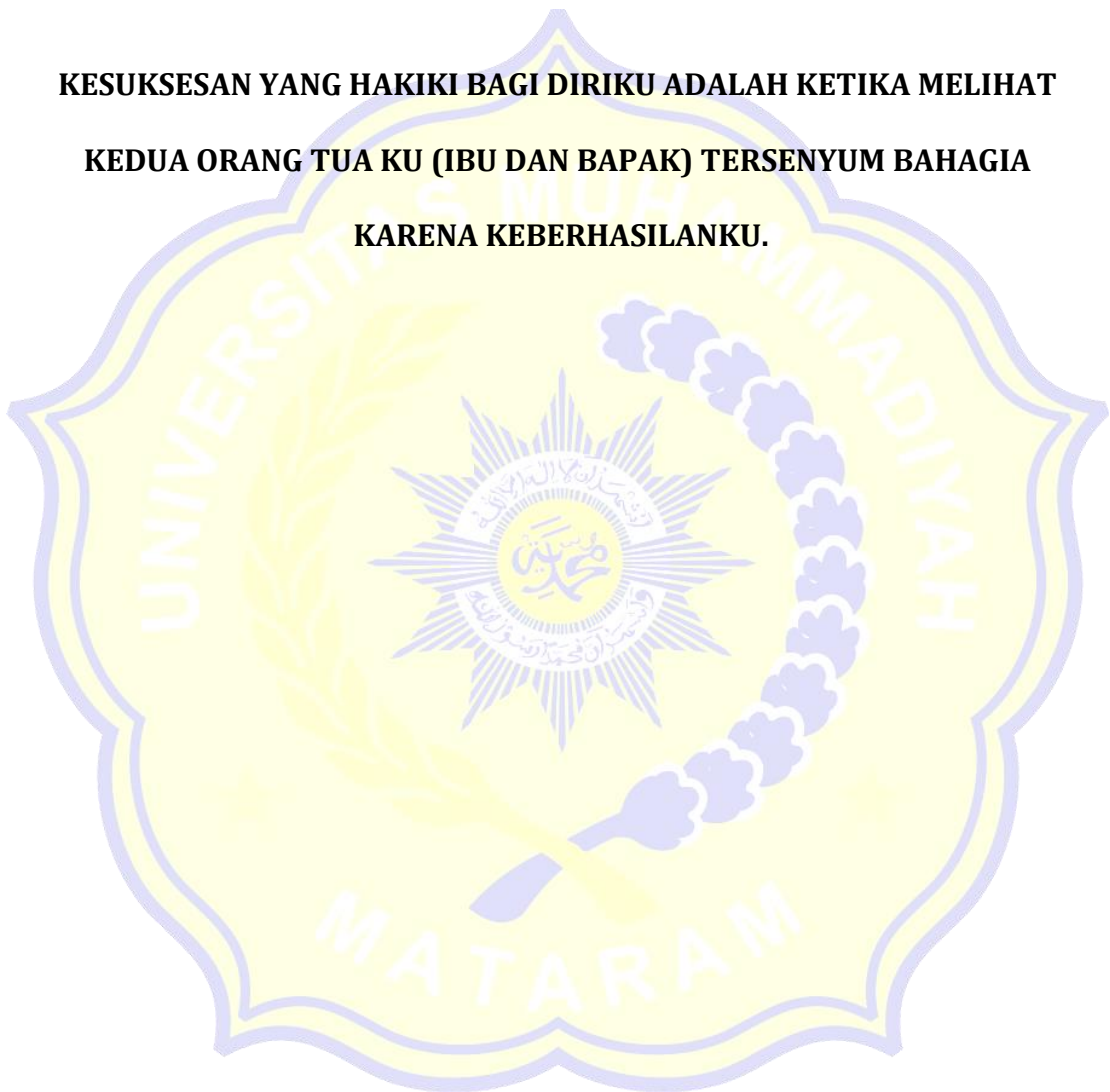 KESUKSESAN YANG HAKIKI BAGI DIRIKU ADALAH KETIKA MELIHAT
KEDUA ORANG TUA KU (IBU DAN BAPAK) TERSENYUM BAHAGIA
KARENA KEBERHASILANKU.
UNIVERSITAS MUHAMMADIYAH
محمدية
MATARAM